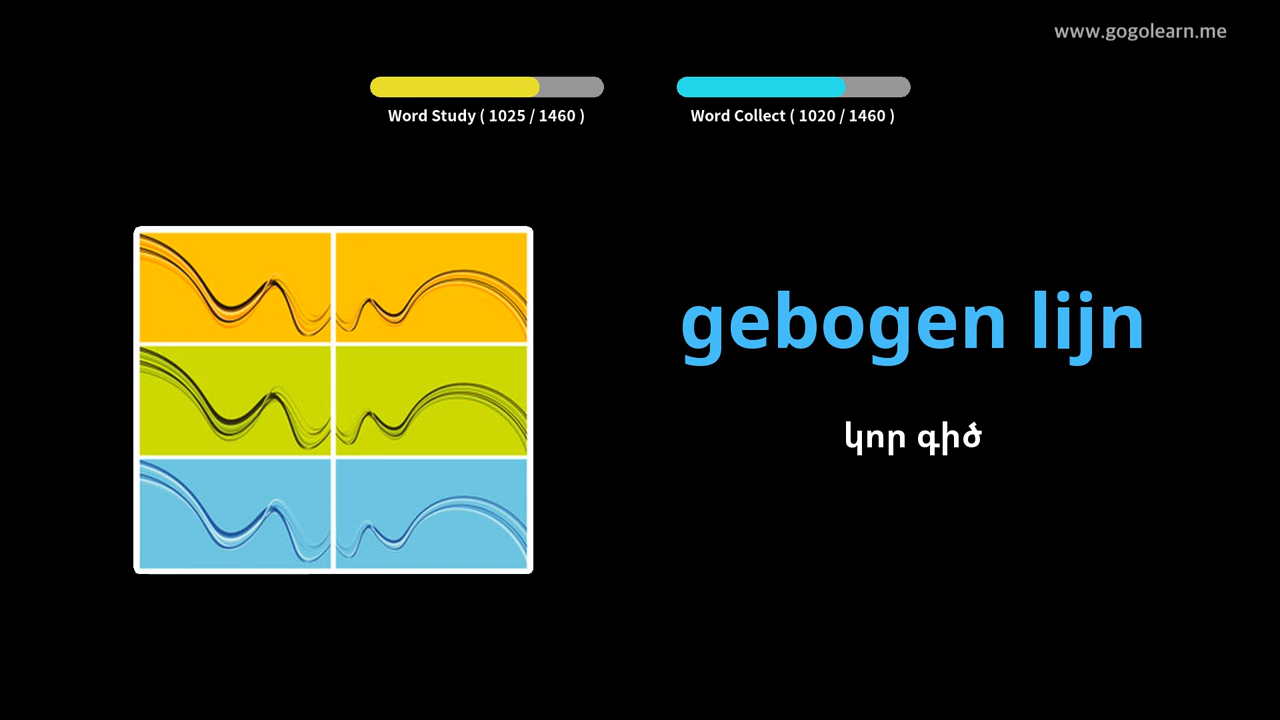 www.gogolearn.me
Word Study ( 1025 / 1460 )
Word Collect ( 1020 / 1460 )
gebogen lijn
կոր գիծ